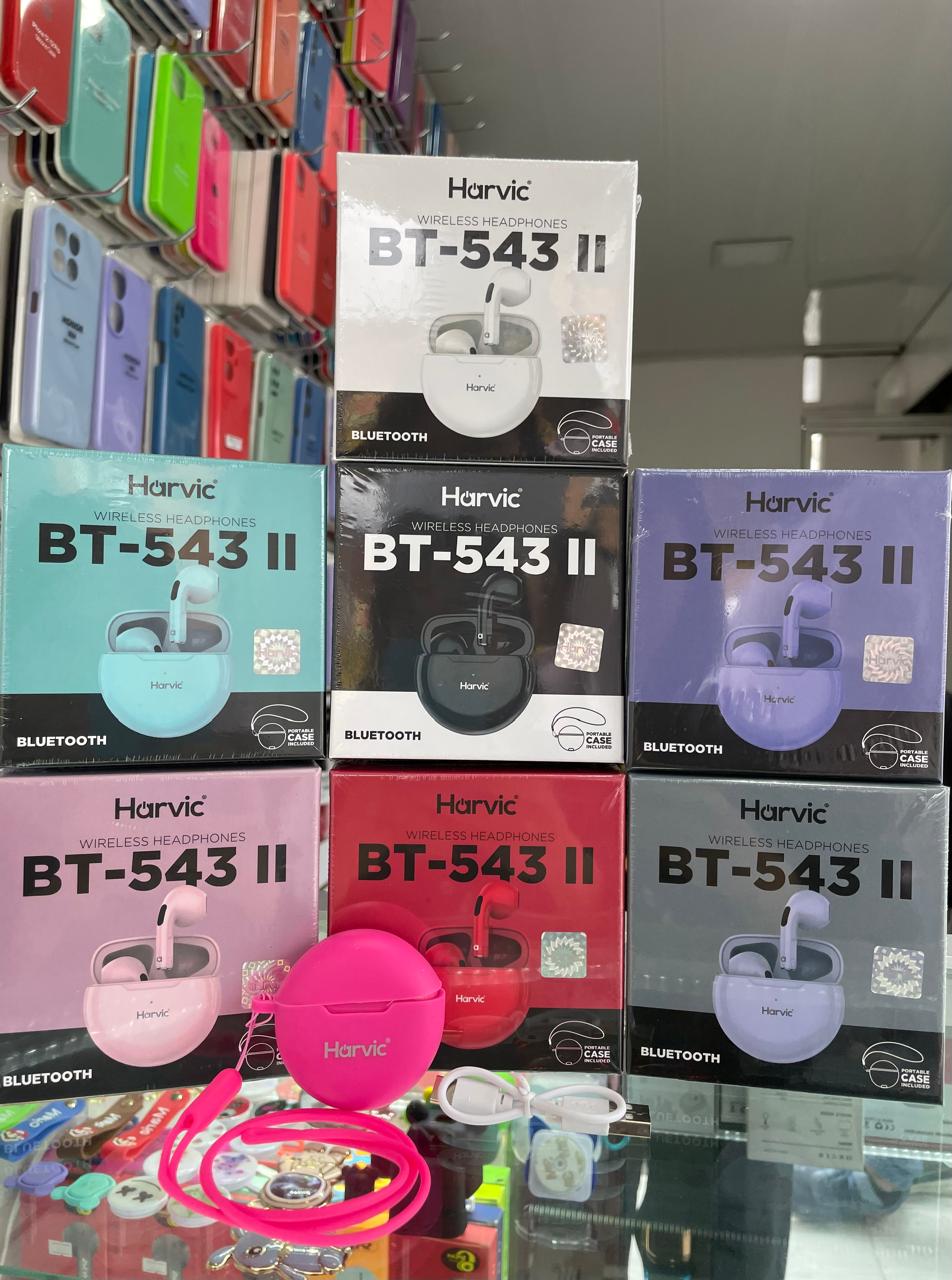 HONOR
Harvic®
WIRELESS HEADPHONES
BT-543 II
Harvic
BLUETOOTH
PORTABLE
CASE
INCLUDED
Harvic®
WIRELESS HEADPHONES
BT-543 II
Harvic
Harvic
BLUETOOTH
PORTABLE
CASE
INCLUDED
Harvic®
WIRELESS HEADPHONES
BT-543 II
Harvic
BLUETOOTH
PORTABLE
CASE
INCLUDED
Harvic®
WIRELESS HEADPHONES
BT-543 II
Harvic
Harvic
BLUETOOTH
PORTABLE
CASE
INCLUDED
Harvic®
WIRELESS HEADPHONES
BT-543 II
Harvic
BLUETOOTH
Harvic®
WIRELESS HEADPHONES
BT-543 II
Harvic
PORTABLE
CASE
INCLUDED
Harvic®
WIRELESS HEADPHONES
BT-543 II
Harvic
BLUETOOTH
PORTABLE
CASE
INCLUDED
Harvic®